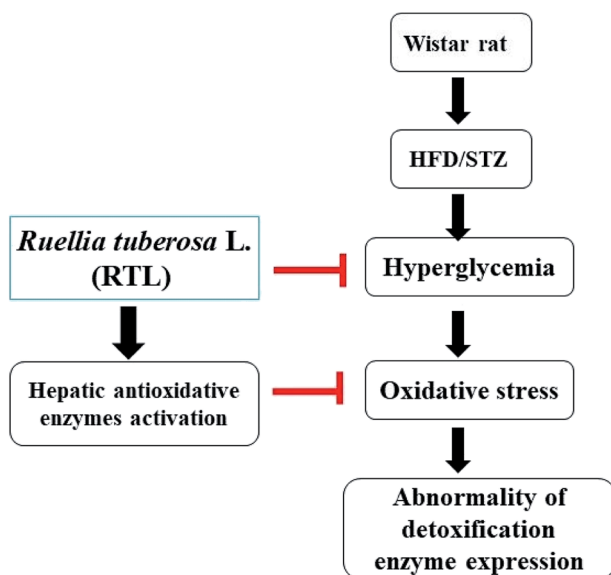 Wistar rat
HFD/STZ
Ruellia tuberosa L.
(RTL)
Hyperglycemia
Hepatic antioxidative
enzymes activation
Oxidative stress
Abnormality of
detoxification
enzyme expression